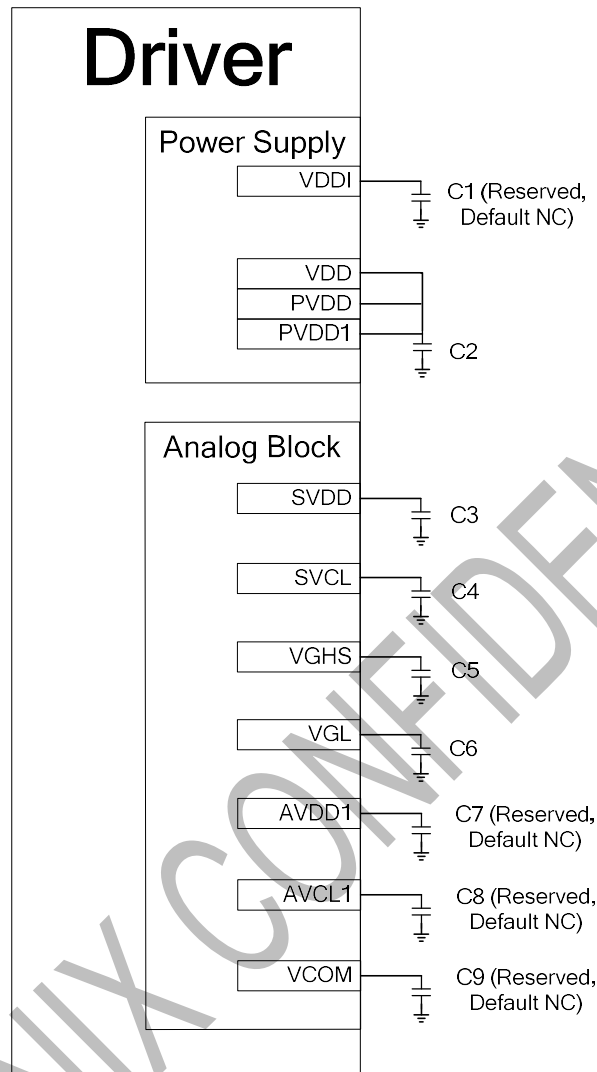 Driver
Power Supply
VDDI
C1 (Reserved,
Default NC)
VDD
PVDD
PVDD1
C2
Analog Block
SVDD
C3
SVCL
C4
VGHS
C5
VGL
C6
AVDD1
C7 (Reserved,
Default NC)
AVCL1
C8 (Reserved,
Default NC)
VCOM
C9 (Reserved,
Default NC)